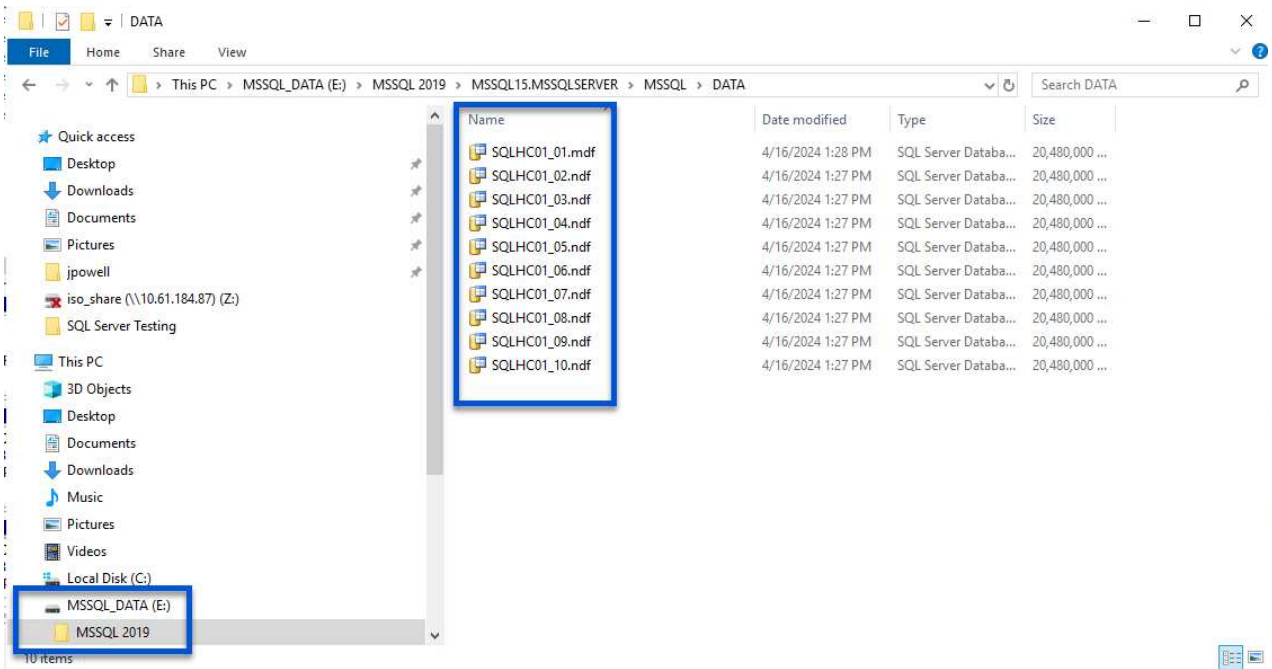 DATA
File Home Share View
This PC > MSSQL_DATA (E:) > MSSQL 2019 > MSSQL15.MSSQLSERVER > MSSQL > DATA
Search DATA
Quick access
Desktop
Downloads
Documents
Pictures
jpowell
iso_share (\\10.61.184.87) (Z:)
SQL Server Testing
This PC
3D Objects
Desktop
Documents
Downloads
Music
Pictures
Videos
Local Disk (C:)
MSSQL_DATA (E:)
MSSQL 2019
Name Date modified Type Size
SQLHC01_01.mdf 4/16/2024 1:28 PM SQL Server Databa... 20,480,000 ...
SQLHC01_02.ndf 4/16/2024 1:27 PM SQL Server Databa... 20,480,000 ...
SQLHC01_03.ndf 4/16/2024 1:27 PM SQL Server Databa... 20,480,000 ...
SQLHC01_04.ndf 4/16/2024 1:27 PM SQL Server Databa... 20,480,000 ...
SQLHC01_05.ndf 4/16/2024 1:27 PM SQL Server Databa... 20,480,000 ...
SQLHC01_06.ndf 4/16/2024 1:27 PM SQL Server Databa... 20,480,000 ...
SQLHC01_07.ndf 4/16/2024 1:27 PM SQL Server Databa... 20,480,000 ...
SQLHC01_08.ndf 4/16/2024 1:27 PM SQL Server Databa... 20,480,000 ...
SQLHC01_09.ndf 4/16/2024 1:27 PM SQL Server Databa... 20,480,000 ...
SQLHC01_10.ndf 4/16/2024 1:27 PM SQL Server Databa... 20,480,000 ...
10 items